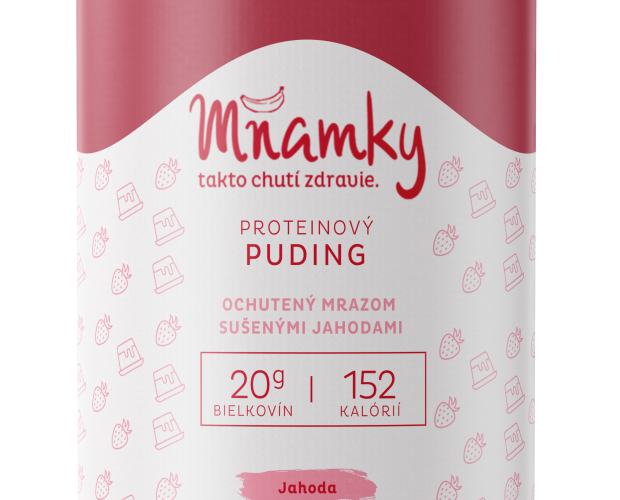 Mňamky
takto chutí zdravie.
PROTEINOVÝ
PUDING
OCHUTENÝ MRAZOM
SUŠENÝMI JAHODAMI
20g | 152
BIELKOVÍN KALÓRIÍ
Jahoda